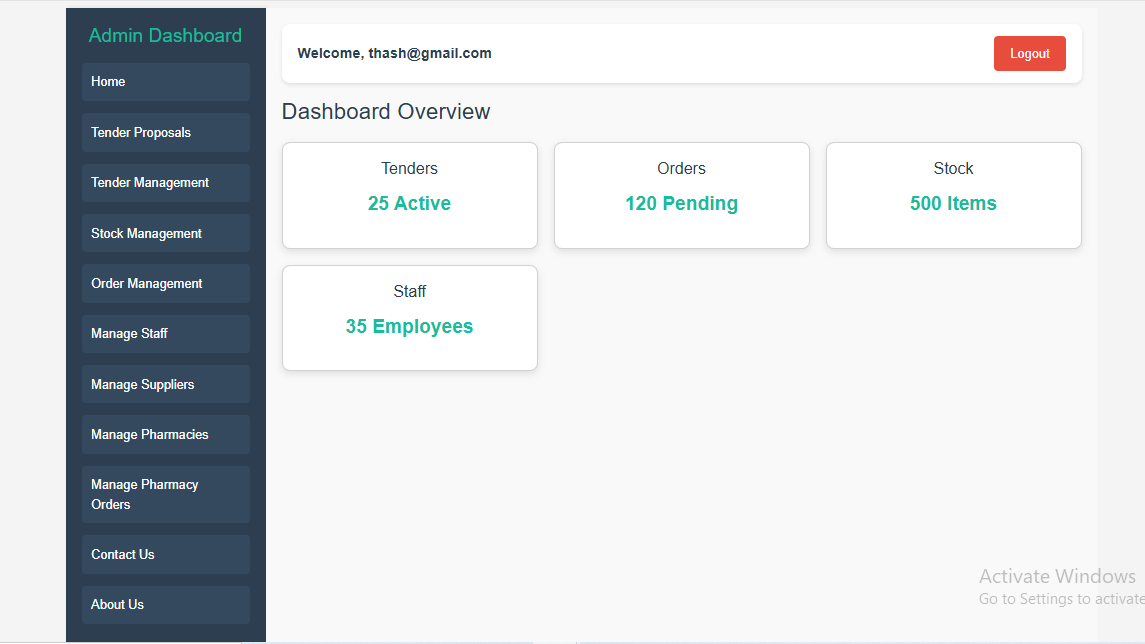 Admin Dashboard
Home
Tender Proposals
Tender Management
Stock Management
Order Management
Manage Staff
Manage Suppliers
Manage Pharmacies
Manage Pharmacy
Orders
Contact Us
About Us
Welcome, thash@gmail.com
Logout
Dashboard Overview
Tenders
25 Active
Orders
120 Pending
Stock
500 Items
Staff
35 Employees
Activate Windows
Go to Settings to activate